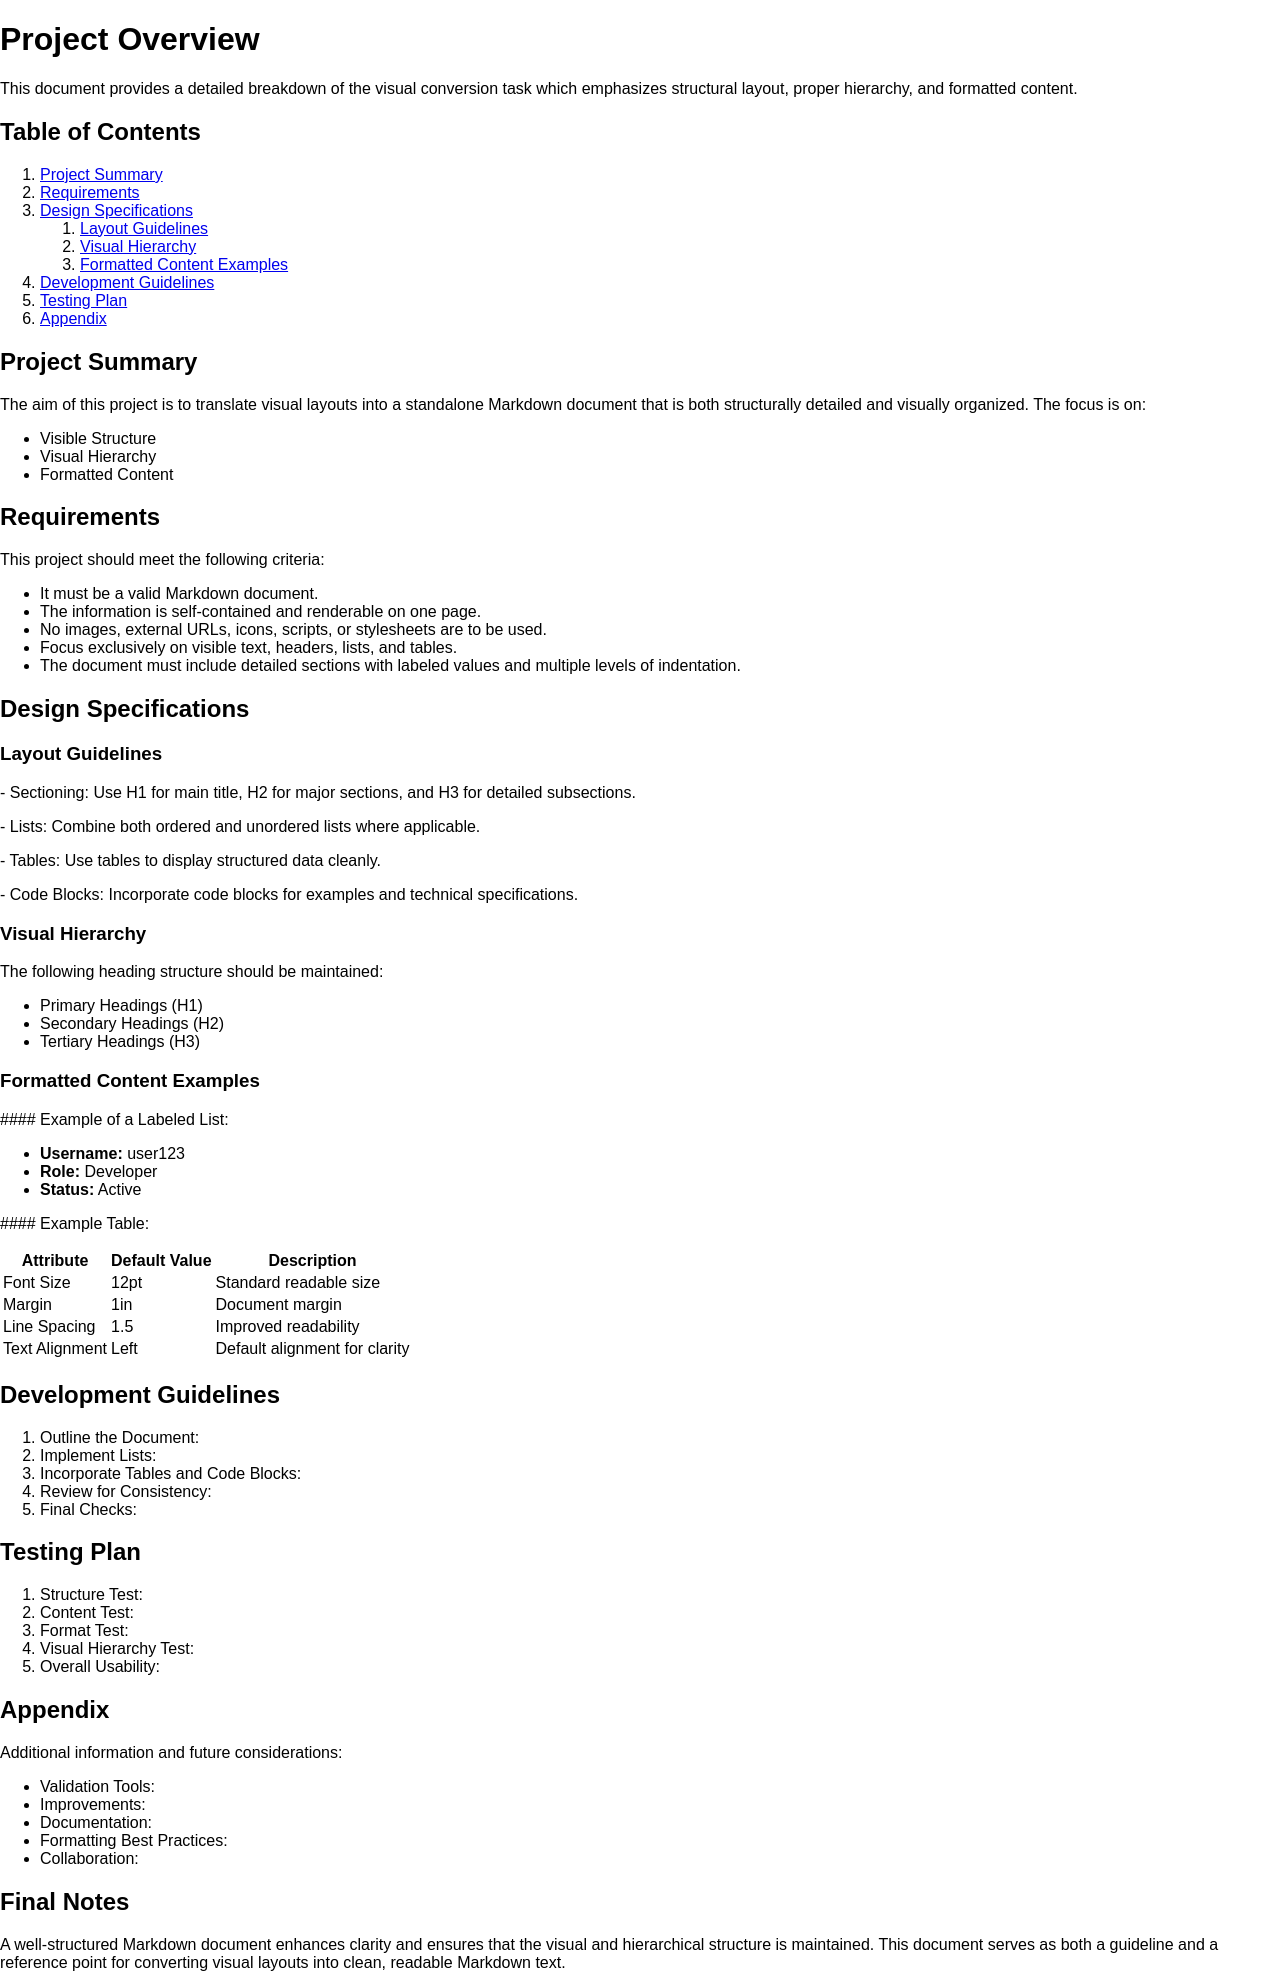 Project Overview
This document provides a detailed breakdown of the visual conversion task which emphasizes structural layout, proper hierarchy, and formatted content.
Table of Contents
1. Project Summary
2. Requirements
3. Design Specifications
1. Layout Guidelines
2. Visual Hierarchy
3. Formatted Content Examples
4. Development Guidelines
5. Testing Plan
6. Appendix
Project Summary
The aim of this project is to translate visual layouts into a standalone Markdown document that is both structurally detailed and visually organized. The focus is on:
• Visible Structure
• Visual Hierarchy
• Formatted Content
Requirements
This project should meet the following criteria:
• It must be a valid Markdown document.
• The information is self-contained and renderable on one page.
• No images, external URLs, icons, scripts, or stylesheets are to be used.
• Focus exclusively on visible text, headers, lists, and tables.
• The document must include detailed sections with labeled values and multiple levels of indentation.
Design Specifications
Layout Guidelines
- Sectioning: Use H1 for main title, H2 for major sections, and H3 for detailed subsections.
- Lists: Combine both ordered and unordered lists where applicable.
- Tables: Use tables to display structured data cleanly.
- Code Blocks: Incorporate code blocks for examples and technical specifications.
Visual Hierarchy
The following heading structure should be maintained:
• Primary Headings (H1)
• Secondary Headings (H2)
• Tertiary Headings (H3)
Formatted Content Examples
#### Example of a Labeled List:
• Username: user123
• Role: Developer
• Status: Active
#### Example Table:
Attribute Default Value Description
Font Size 12pt Standard readable size
Margin 1in Document margin
Line Spacing 1.5 Improved readability
Text Alignment Left Default alignment for clarity
Development Guidelines
1. Outline the Document:
2. Implement Lists:
3. Incorporate Tables and Code Blocks:
4. Review for Consistency:
5. Final Checks:
Testing Plan
1. Structure Test:
2. Content Test:
3. Format Test:
4. Visual Hierarchy Test:
5. Overall Usability:
Appendix
Additional information and future considerations:
• Validation Tools:
• Improvements:
• Documentation:
• Formatting Best Practices:
• Collaboration:
Final Notes
A well-structured Markdown document enhances clarity and ensures that the visual and hierarchical structure is maintained. This document serves as both a guideline and a
reference point for converting visual layouts into clean, readable Markdown text.